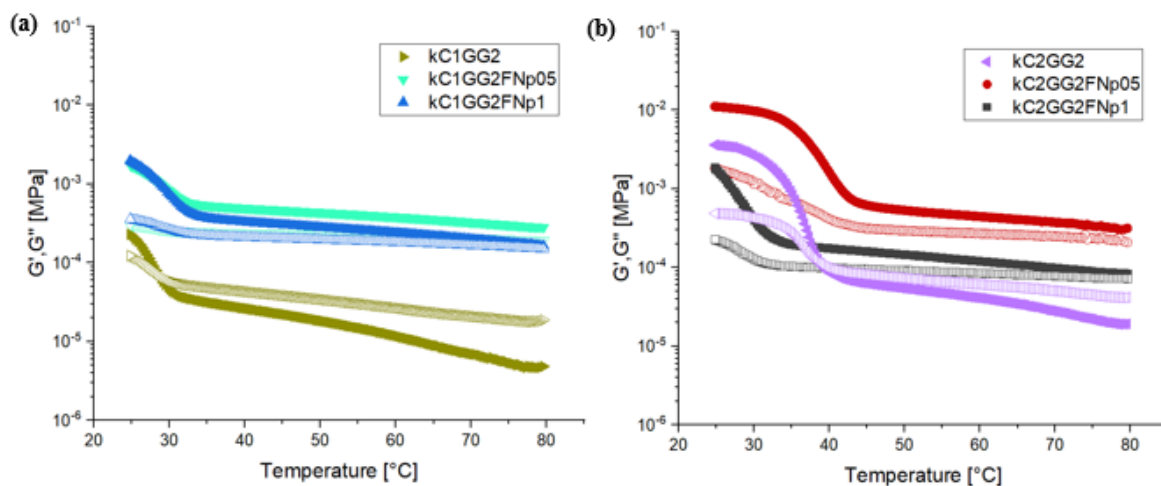 (a)
kC1GG2
kC1GG2FNp05
kC1GG2FNp1
G',G" [MPa]
10⁻¹
10⁻²
10⁻³
10⁻⁴
10⁻⁵
10⁻⁶
20 30 40 50 60 70 80
Temperature [°C]
(b)
kC2GG2
kC2GG2FNp05
kC2GG2FNp1
G',G" [MPa]
10⁻¹
10⁻²
10⁻³
10⁻⁴
10⁻⁵
10⁻⁶
20 30 40 50 60 70 80
Temperature [°C]